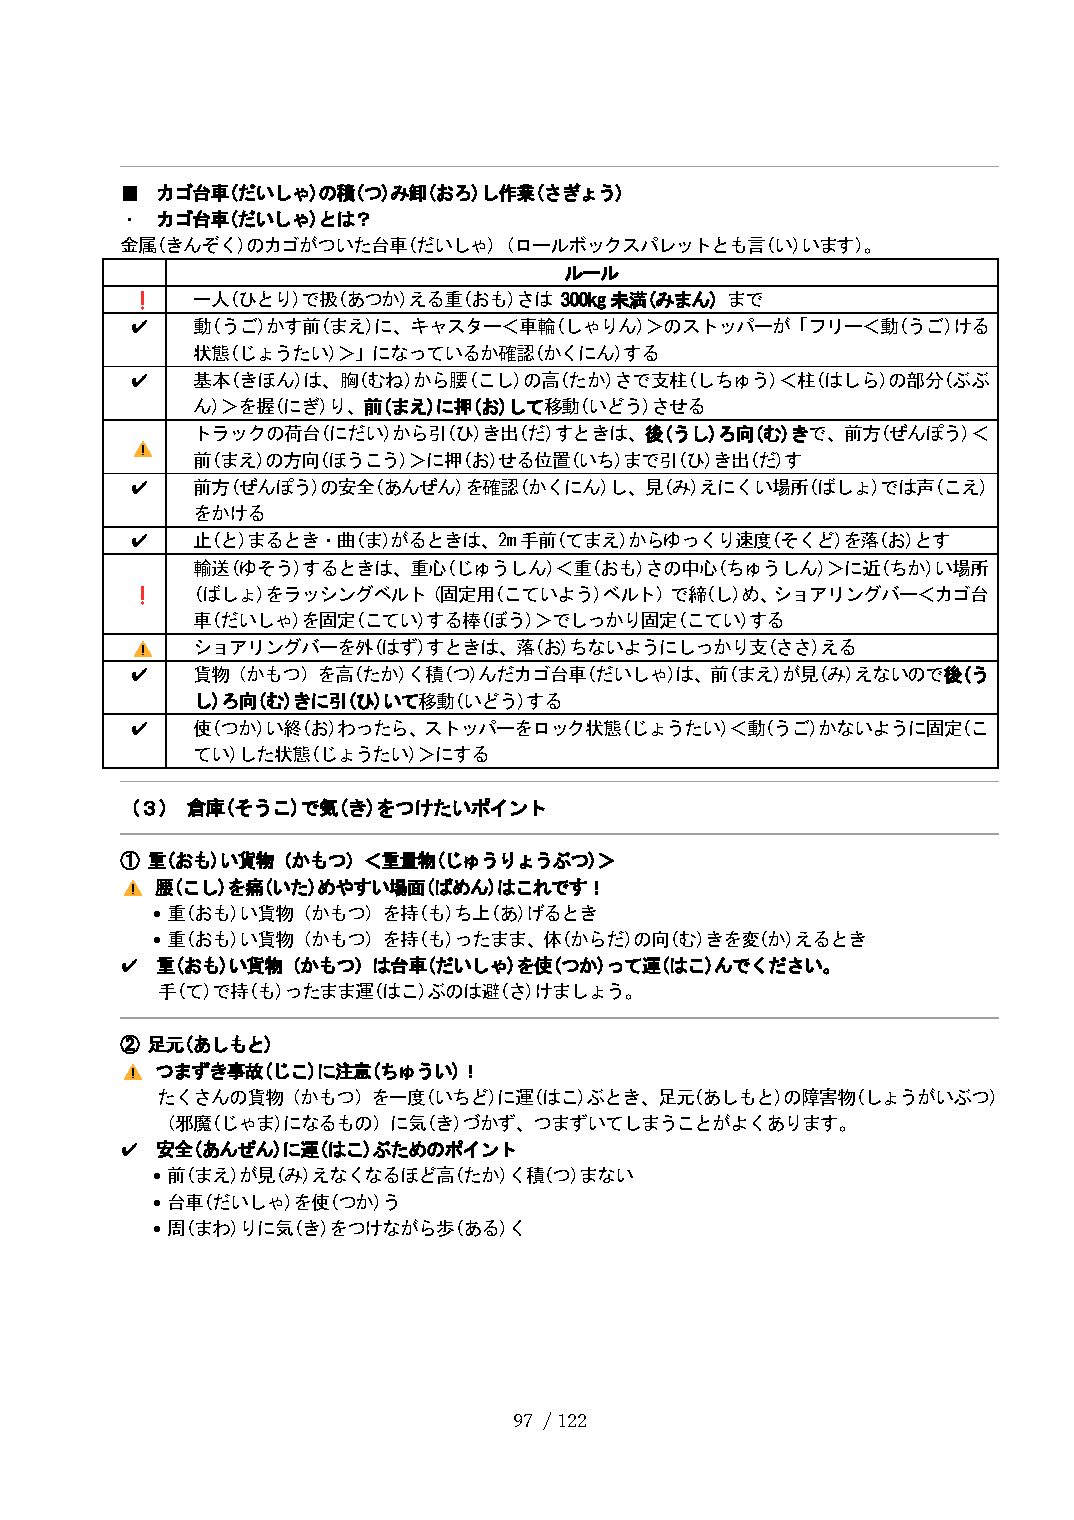 ■ カゴ台車(だいしゃ)の積(つ)み卸(おろ)し作業(さぎょう)
・ カゴ台車(だいしゃ)とは？
金属(きんぞく)のカゴがついた台車(だいしゃ)（ロールボックスパレットとも言(い)います）。
ルール
❗ 一人(ひとり)で扱(あつか)える重(おも)さは 300kg 未満(みまん) まで
✔ 動(うご)かす前(まえ)に、キャスター＜車輪(しゃりん)＞のストッパーが「フリー＜動(うご)ける
状態(じょうたい)＞」になっているか確認(かくにん)する
✔ 基本(きほん)は、胸(むね)から腰(こし)の高(たか)さで支柱(しちゅう)＜柱(はしら)の部分(ぶぶ
ん)＞を握(にぎ)り、前(まえ)に押(お)して移動(いどう)させる
⚠ トラックの荷台(にだい)から引(ひ)き出(だ)すときは、後(うし)ろ向(む)きで、前方(ぜんぽう)＜
前(まえ)の方向(ほうこう)＞に押(お)せる位置(いち)まで引(ひ)き出(だ)す
✔ 前方(ぜんぽう)の安全(あんぜん)を確認(かくにん)し、見(み)えにくい場所(ばしょ)では声(こえ)
をかける
✔ 止(と)まるとき・曲(ま)がるときは、2m 手前(てまえ)からゆっくり速度(そくど)を落(お)とす
❗ 輸送(ゆそう)するときは、重心(じゅうしん)＜重(おも)さの中心(ちゅうしん)＞に近(ちか)い場所
(ばしょ)をラッシングベルト（固定用(こていよう)ベルト）で締(し)め、ショアリングバー＜カゴ台
車(だいしゃ)を固定(こてい)する棒(ぼう)＞でしっかり固定(こてい)する
⚠ ショアリングバーを外(はず)すときは、落(お)ちないようにしっかり支(ささ)える
✔ 貨物（かもつ）を高(たか)く積(つ)んだカゴ台車(だいしゃ)は、前(まえ)が見(み)えないので後(う
し)ろ向(む)きに引(ひ)いて移動(いどう)する
✔ 使(つか)い終(お)わったら、ストッパーをロック状態(じょうたい)＜動(うご)かないように固定(こ
てい)した状態(じょうたい)＞にする
（３） 倉庫(そうこ)で気(き)をつけたいポイント
① 重(おも)い貨物（かもつ）＜重量物(じゅうりょうぶつ)＞
⚠ 腰(こし)を痛(いた)めやすい場面(ばめん)はこれです！
• 重(おも)い貨物（かもつ）を持(も)ち上(あ)げるとき
• 重(おも)い貨物（かもつ）を持(も)ったまま、体(からだ)の向(む)きを変(か)えるとき
✔ 重(おも)い貨物（かもつ）は台車(だいしゃ)を使(つか)って運(はこ)んでください。
手(て)で持(も)ったまま運(はこ)ぶのは避(さ)けましょう。
② 足元(あしもと)
⚠ つまずき事故(じこ)に注意(ちゅうい)！
たくさんの貨物（かもつ）を一度(いちど)に運(はこ)ぶとき、足元(あしもと)の障害物(しょうがいぶつ)
（邪魔(じゃま)になるもの）に気(き)づかず、つまずいてしまうことがよくあります。
✔ 安全(あんぜん)に運(はこ)ぶためのポイント
• 前(まえ)が見(み)えなくなるほど高(たか)く積(つ)まない
• 台車(だいしゃ)を使(つか)う
• 周(まわ)りに気(き)をつけながら歩(ある)く
97 / 122